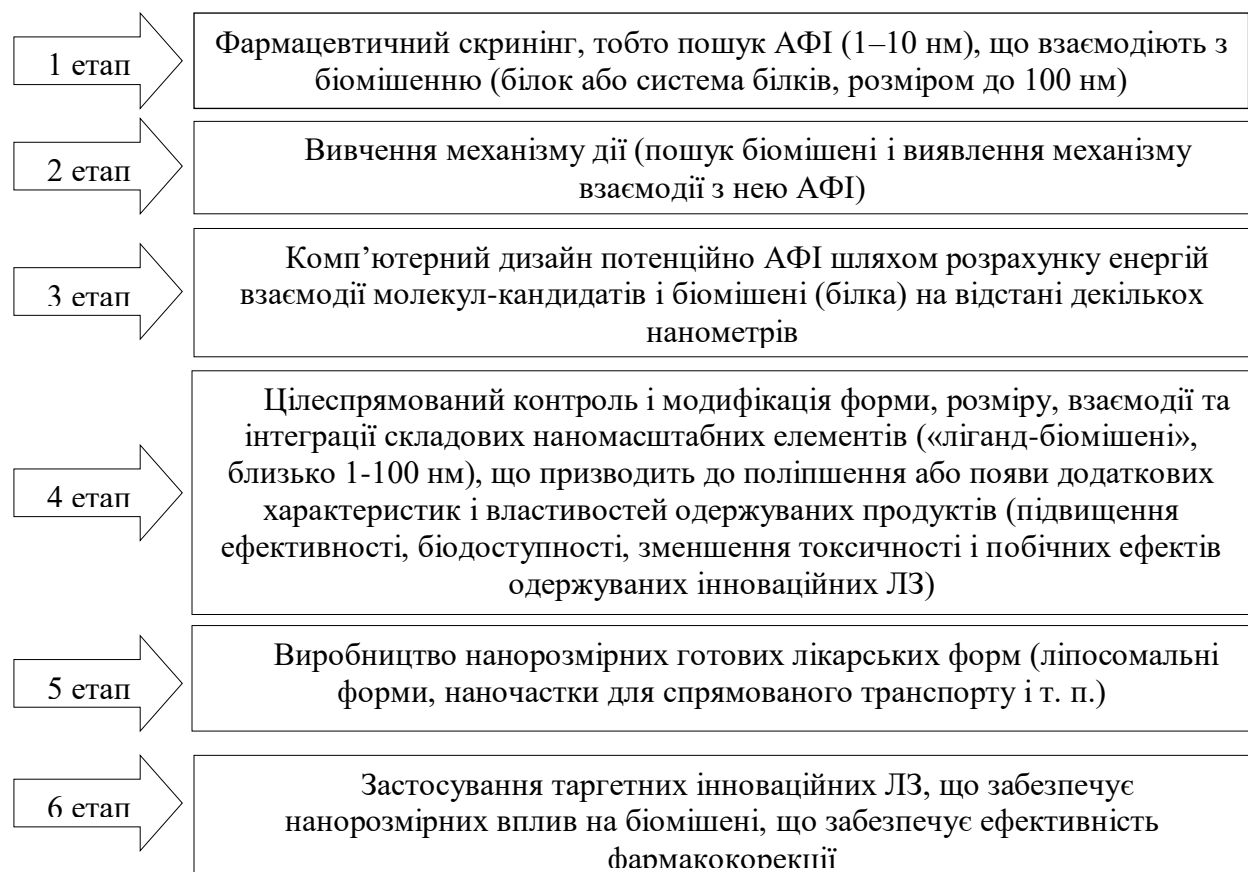 1 етап
Фармацевтичний скринінг, тобто пошук АФІ (1–10 нм), що взаємодіють з
біомішенню (білок або система білків, розміром до 100 нм)
2 етап
Вивчення механізму дії (пошук біомішені і виявлення механізму
взаємодії з нею АФІ)
3 етап
Комп’ютерний дизайн потенційно АФІ шляхом розрахунку енергій
взаємодії молекул-кандидатів і біомішені (білка) на відстані декількох
нанометрів
4 етап
Цілеспрямований контроль і модифікація форми, розміру, взаємодії та
інтеграції складових наномасштабних елементів («ліганд-біомішені»,
близько 1-100 нм), що призводить до поліпшення або появи додаткових
характеристик і властивостей одержуваних продуктів (підвищення
ефективності, біодоступності, зменшення токсичності і побічних ефектів
одержуваних інноваційних ЛЗ)
5 етап
Виробництво нанорозмірних готових лікарських форм (ліпосомальні
форми, наночастки для спрямованого транспорту і т. п.)
6 етап
Застосування таргетних інноваційних ЛЗ, що забезпечує
нанорозмірних вплив на біомішені, що забезпечує ефективність
фармакокорекції